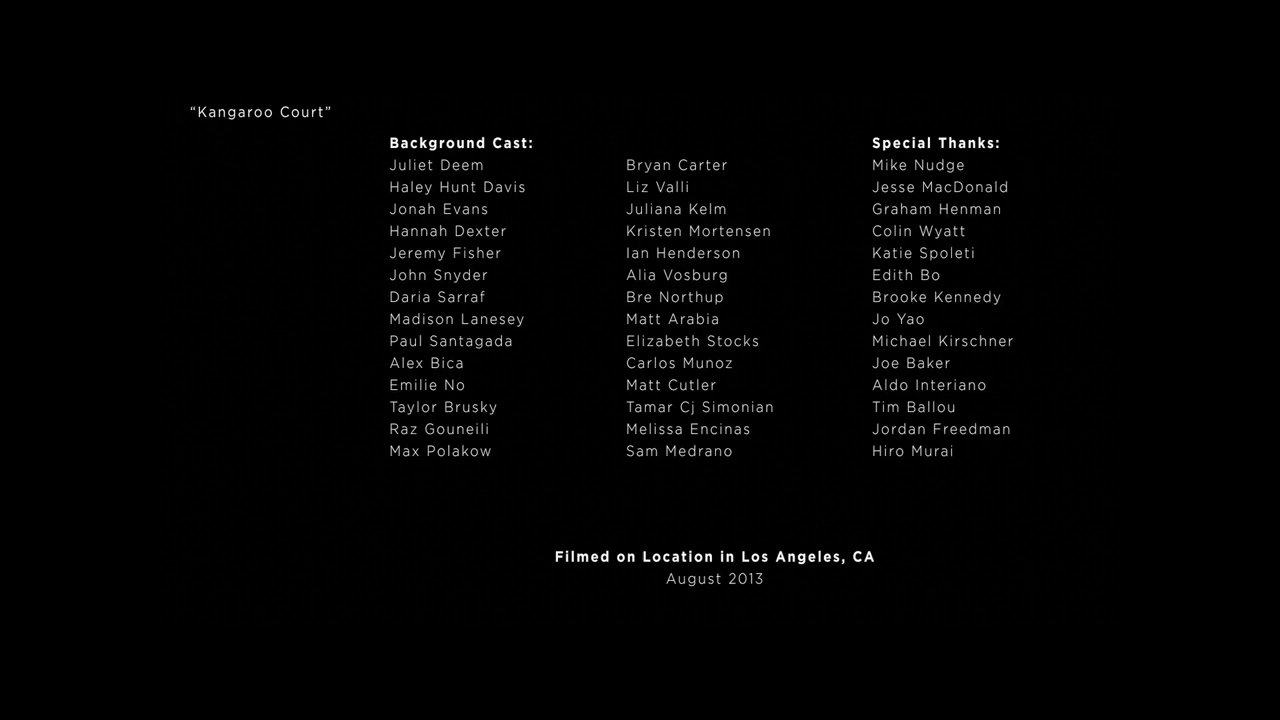 “Kangaroo Court”
Background Cast:
Juliet Deem
Haley Hunt Davis
Jonah Evans
Hannah Dexter
Jeremy Fisher
John Snyder
Daria Sarraf
Madison Lanesey
Paul Santagada
Alex Bica
Emilie No
Taylor Brusky
Raz Gouneili
Max Polakow
Bryan Carter
Liz Valli
Juliana Kelm
Kristen Mortensen
Ian Henderson
Alia Vosburg
Bre Northup
Matt Arabia
Elizabeth Stocks
Carlos Munoz
Matt Cutler
Tamar Cj Simonian
Melissa Encinas
Sam Medrano
Special Thanks:
Mike Nudge
Jesse MacDonald
Graham Henman
Colin Wyatt
Katie Spoleti
Edith Bo
Brooke Kennedy
Jo Yao
Michael Kirschner
Joe Baker
Aldo Interiano
Tim Ballou
Jordan Freedman
Hiro Murai
Filmed on Location in Los Angeles, CA
August 2013